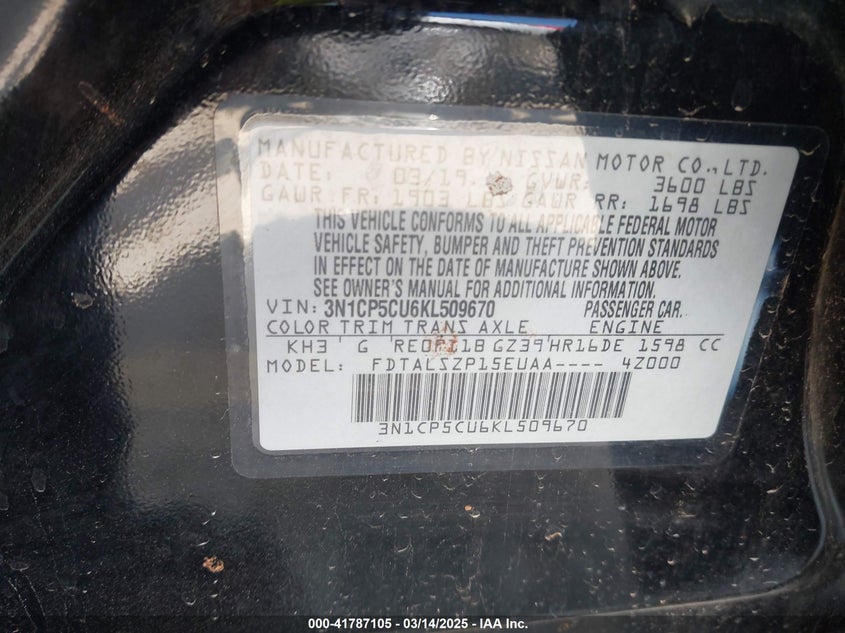 MANUFACTURED BY NISSAN MOTOR CO., LTD.
DATE: 03/19 GVWR: 3600 LBS
GAWR FR: 1903 LBS GAWR RR: 1698 LBS
THIS VEHICLE CONFORMS TO ALL APPLICABLE FEDERAL MOTOR
VEHICLE SAFETY, BUMPER AND THEFT PREVENTION STANDARDS
IN EFFECT ON THE DATE OF MANUFACTURE SHOWN ABOVE.
SEE OWNER'S MANUAL FOR ADDITIONAL INFORMATION.
VIN: 3N1CP5CU6KL509670 PASSENGER CAR.
COLOR TRIM TRANS AXLE ENGINE
KH3' G 'RE0F11B GZ39'HR16DE 1598 CC
MODEL: FDTALSZP15EUAA---- 4Z000
3N1CP5CU6KL509670
000-41787105 — 03/14/2025 — IAA Inc.